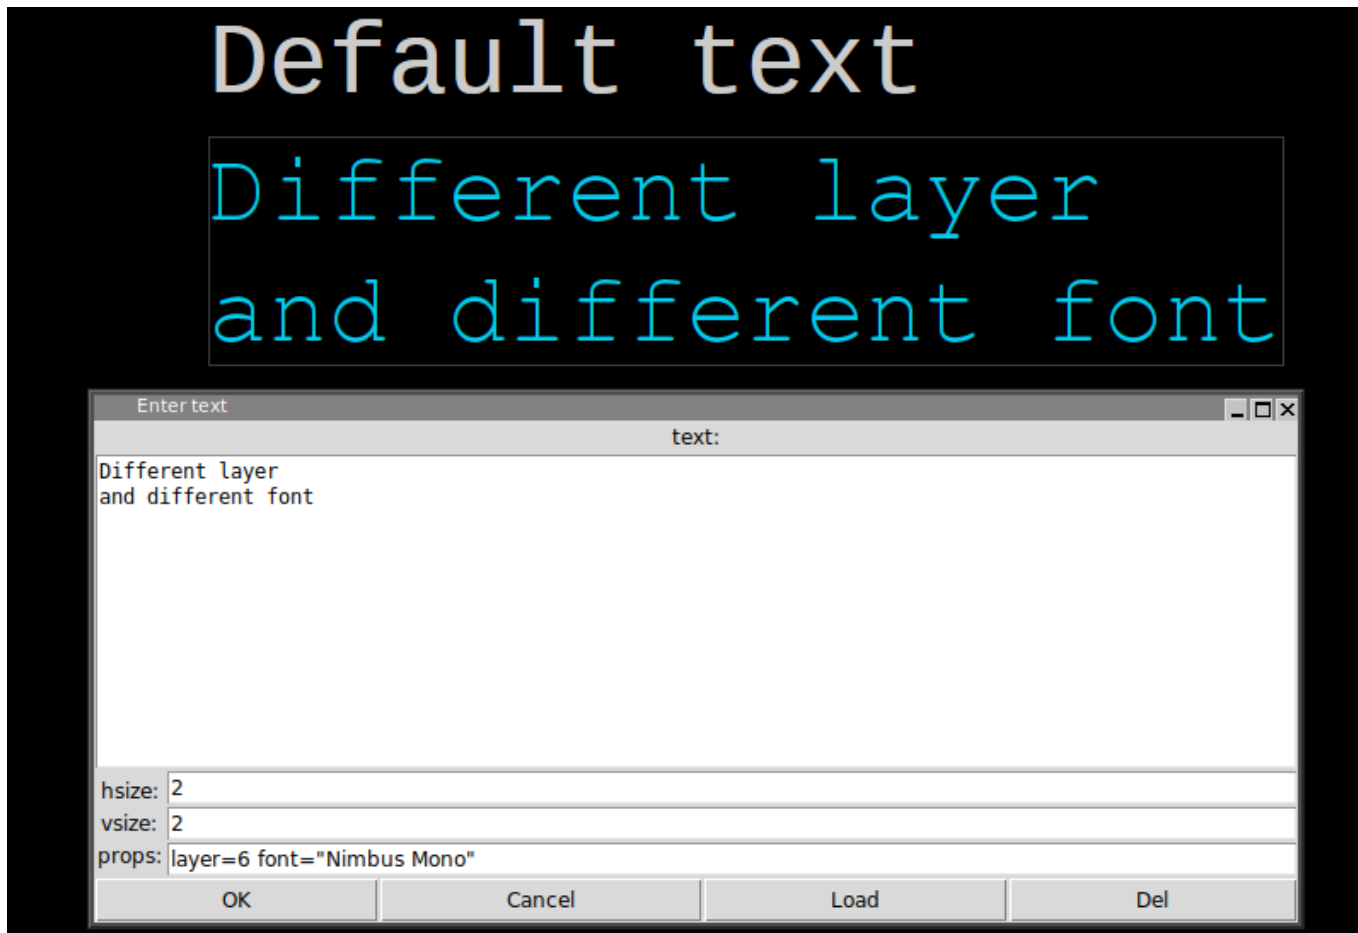 Default text
Different layer
and different font
Enter text
text:
Different layer
and different font
hsize: 2
vsize: 2
props: layer=6 font="Nimbus Mono"
OK Cancel Load Del